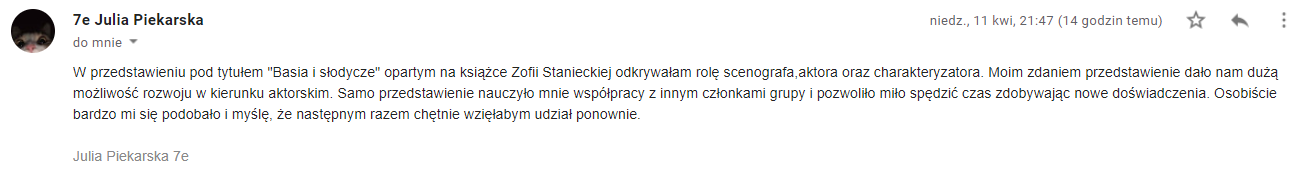 7e Julia Piekarska
niedz., 11 kwi, 21:47 (14 godzin temu)
do mnie
W przedstawieniu pod tytułem "Basia i słodycze" opartym na książce Zofii Stanieckiej odkrywałam rolę scenografa,aktora oraz charakteryzatora. Moim zdaniem przedstawienie dało nam dużą
możliwość rozwoju w kierunku aktorskim. Samo przedstawienie nauczyło mnie współpracy z innym członkami grupy i pozwoliło miło spędzić czas zdobywając nowe doświadczenia. Osobiście
bardzo mi się podobało i myślę, że następnym razem chętnie wzięłabym udział ponownie.
Julia Piekarska 7e